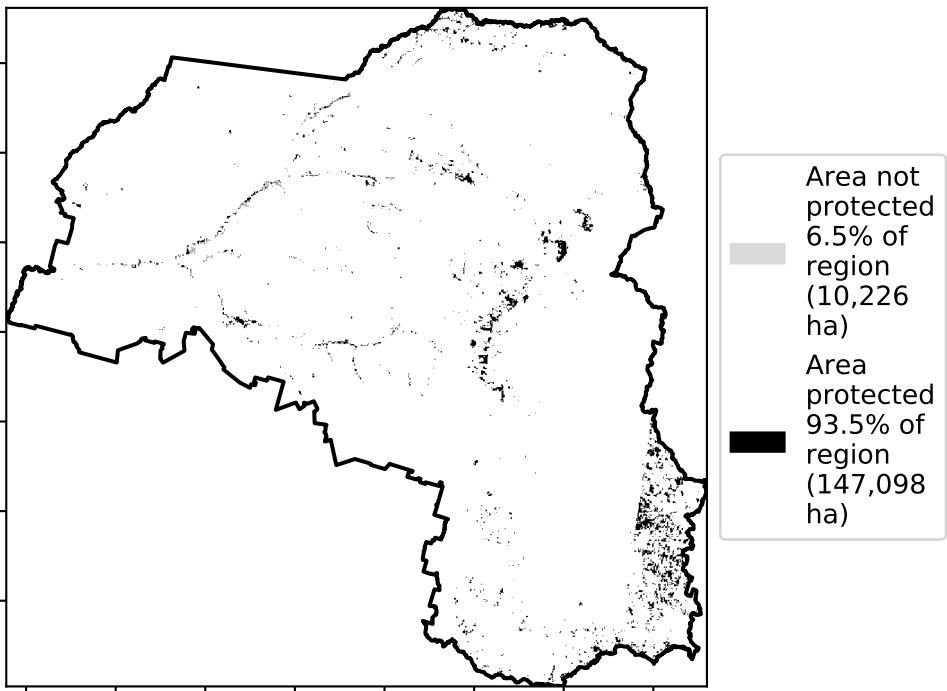 Area not
protected
6.5% of
region
(10,226
ha)
Area
protected
93.5% of
region
(147,098
ha)